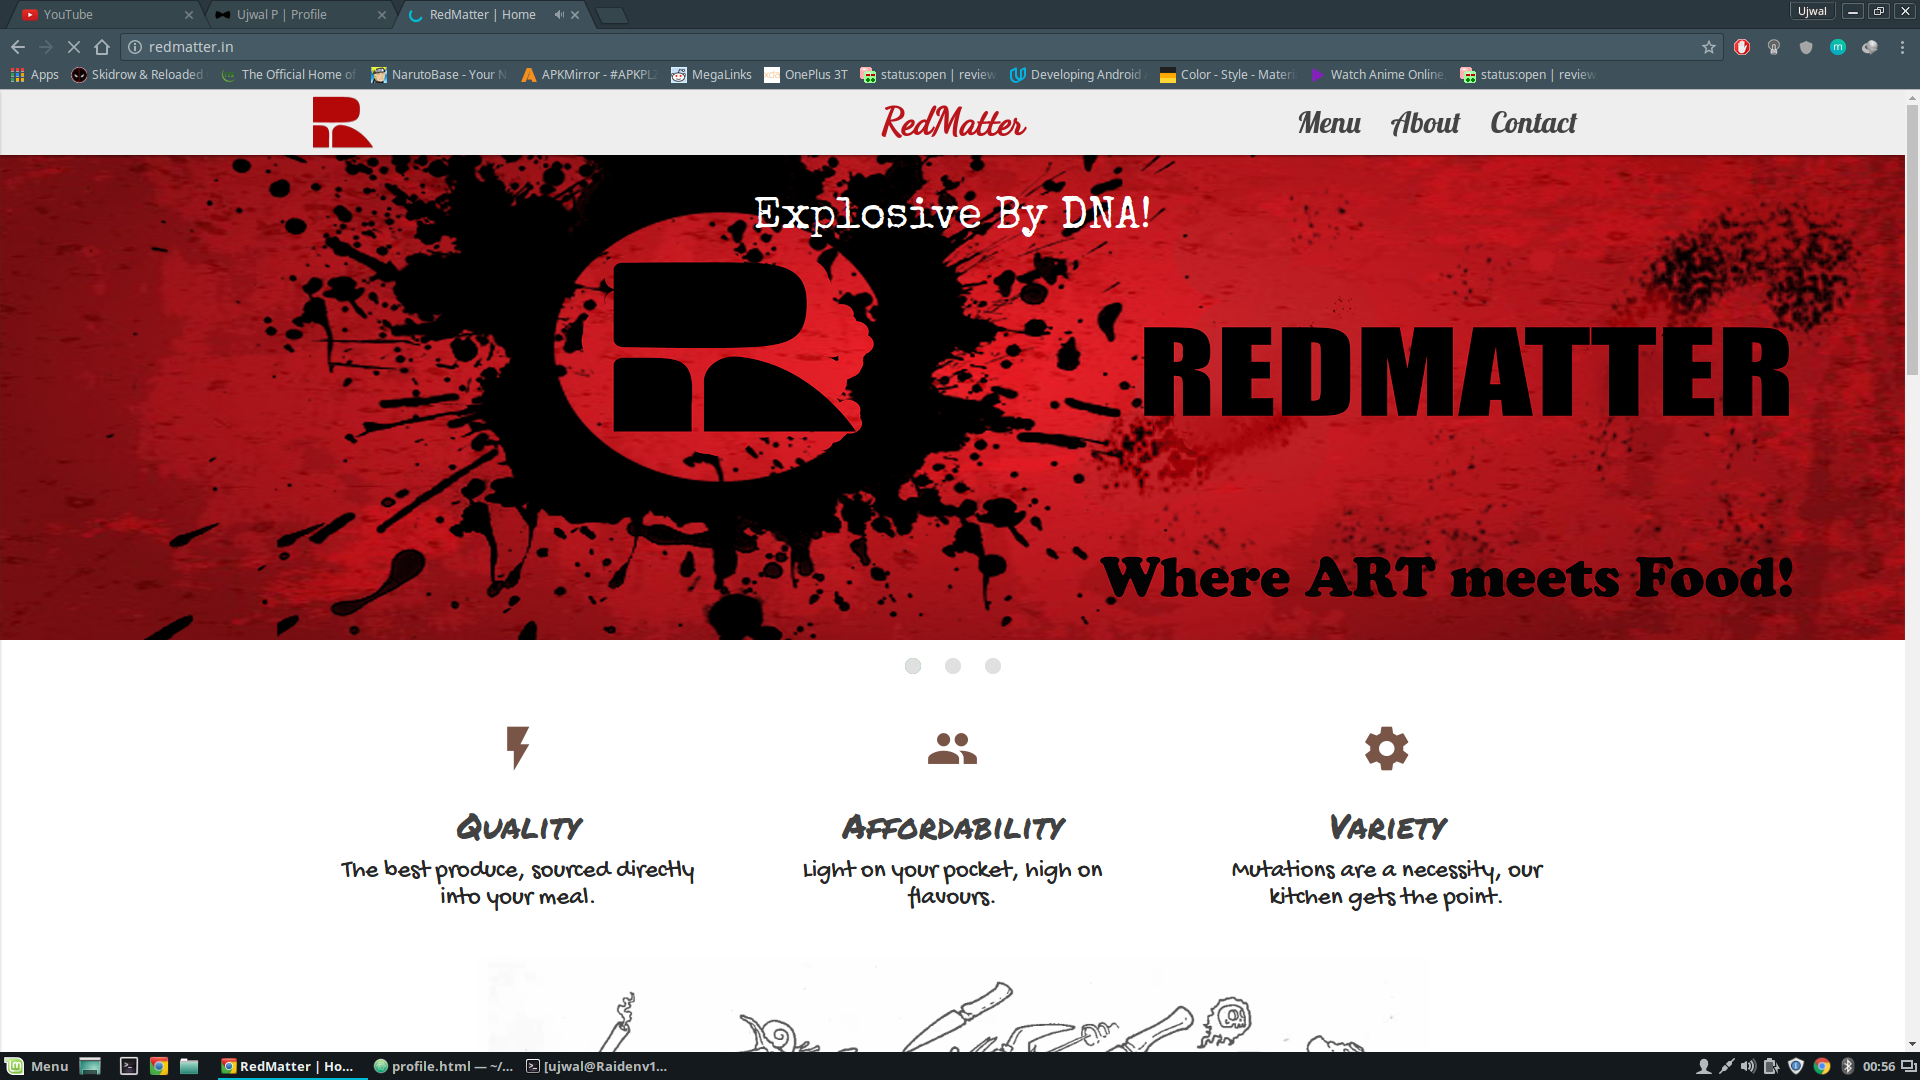 YouTube
Ujwal P | Profile
RedMatter | Home
Ujwal
redmatter.in
Apps
Skidrow & Reloaded
The Official Home of
NarutoBase - Your N
APKMirror - #APKPLZ
MegaLinks
OnePlus 3T
status:open | review
Developing Android
Color - Style - Materi
Watch Anime Online,
status:open | review
RedMatter
Menu
About
Contact
Explosive By DNA!
REDMATTER
Where ART meets Food!
Quality
The best produce, sourced directly
into your meal.
Affordability
Light on your pocket, high on
flavours.
Variety
Mutations are a necessity, our
kitchen gets the point.
Menu
RedMatter | Ho...
profile.html — ~/...
[ujwal@Raidenv1...
00:56